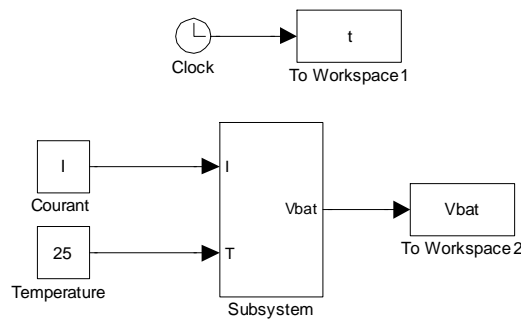 t
Clock
To Workspace1
I
Courant
I
Vbat
Vbat
To Workspace2
25
T
Temperature
Subsystem